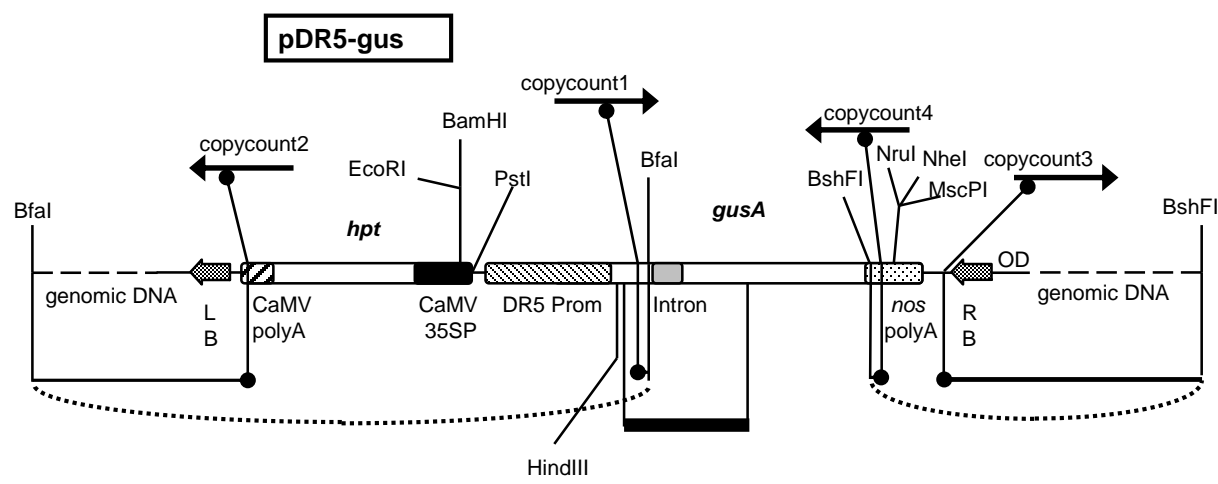 pDR5-gus
copycount1
copycount2
BamHI
copycount4
EcoRI
PstI
BfaI
NruI
NheI
copycount3
BshFI
MscPI
BfaI
hpt
gusA
BshFI
OD
genomic DNA
L
B
CaMV
polyA
CaMV
35SP
DR5 Prom
Intron
nos
polyA
R
B
genomic DNA
HindIII